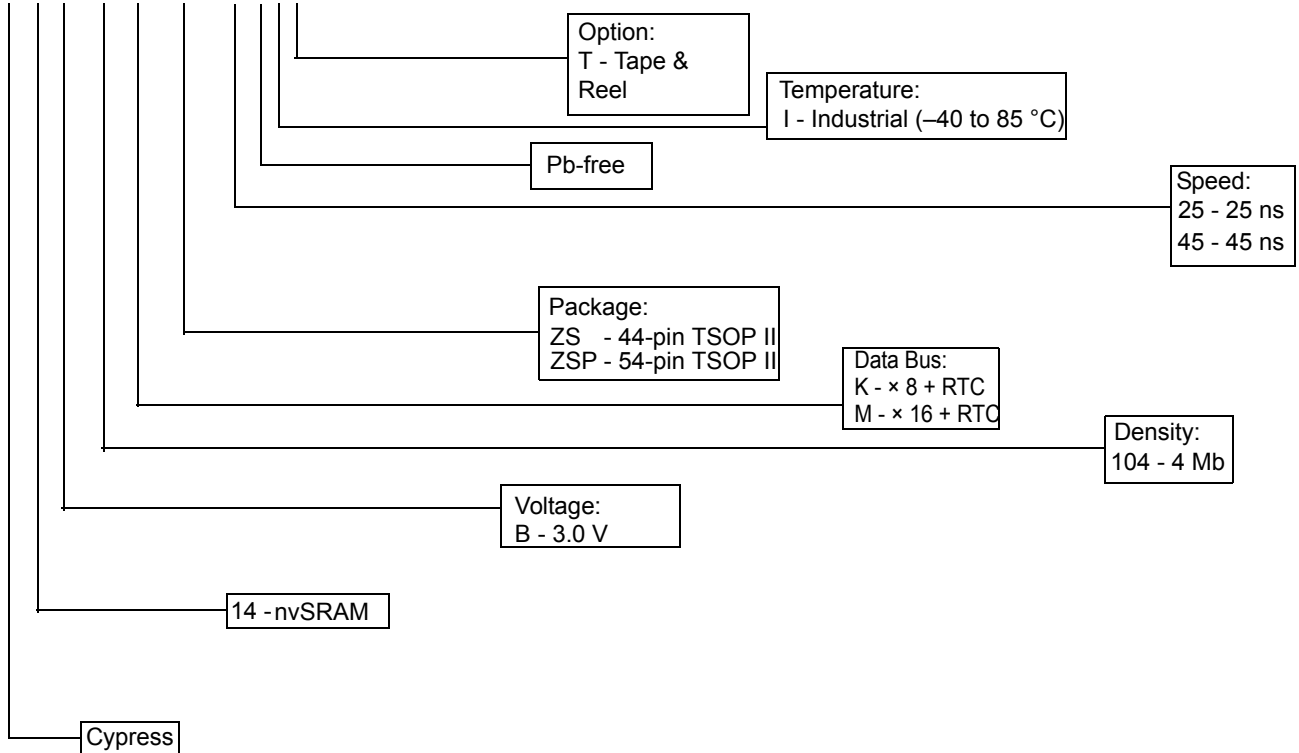 Option:
T - Tape &
Reel
Temperature:
I - Industrial (–40 to 85 °C)
Pb-free
Speed:
25 - 25 ns
45 - 45 ns
Package:
ZS - 44-pin TSOP II
ZSP - 54-pin TSOP II
Data Bus:
K - × 8 + RTC
M - × 16 + RTC
Density:
104 - 4 Mb
Voltage:
B - 3.0 V
14 - nvSRAM
Cypress